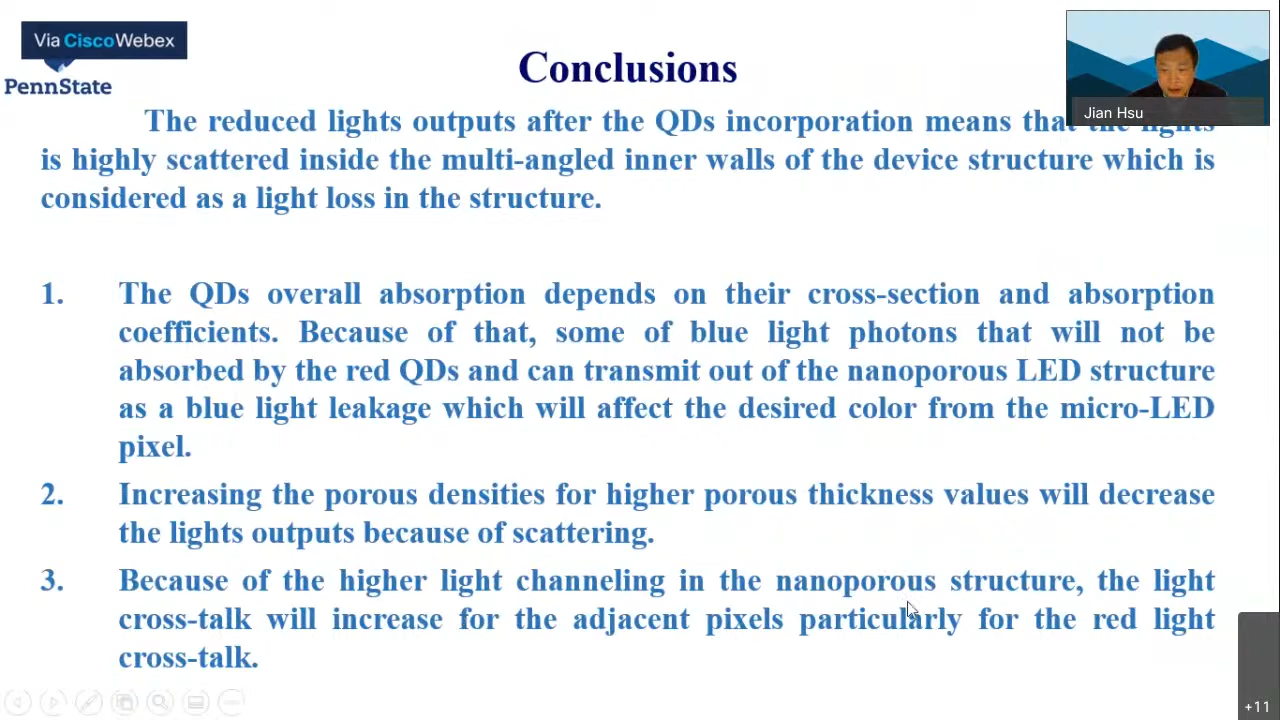 Via CiscoWebex
PennState
Conclusions
Jian Hsu
The reduced lights outputs after the QDs incorporation means that the lights
is highly scattered inside the multi-angled inner walls of the device structure which is
considered as a light loss in the structure.
1. The QDs overall absorption depends on their cross-section and absorption
coefficients. Because of that, some of blue light photons that will not be
absorbed by the red QDs and can transmit out of the nanoporous LED structure
as a blue light leakage which will affect the desired color from the micro-LED
pixel.
2. Increasing the porous densities for higher porous thickness values will decrease
the lights outputs because of scattering.
3. Because of the higher light channeling in the nanoporous structure, the light
cross-talk will increase for the adjacent pixels particularly for the red light
cross-talk.
+11